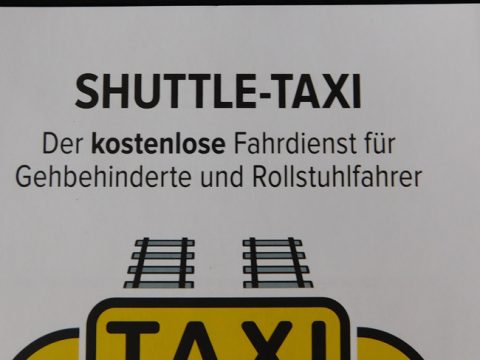 SHUTTLE-TAXI
Der kostenlose Fahrdienst für
Gehbehinderte und Rollstuhlfahrer
TAXI